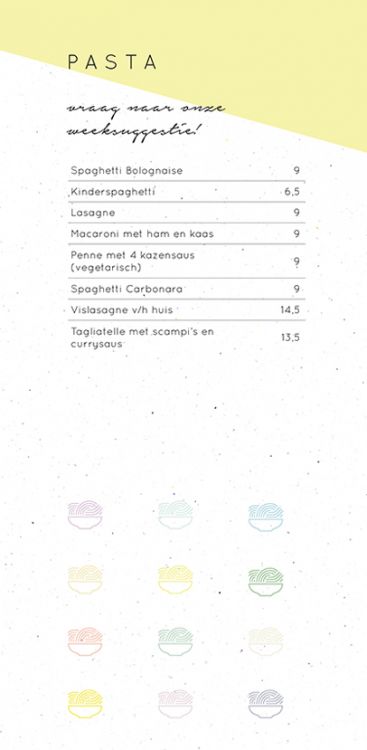 PASTA
vraag naar onze
weeksuggestie!
Spaghetti Bolognaise 9
Kinderspaghetti 6,5
Lasagne 9
Macaroni met ham en kaas 9
Penne met 4 kazensaus 9
(vegetarisch)
Spaghetti Carbonara 9
Vislasagne v/h huis 14,5
Tagliatelle met scampi's en 13,5
currysaus